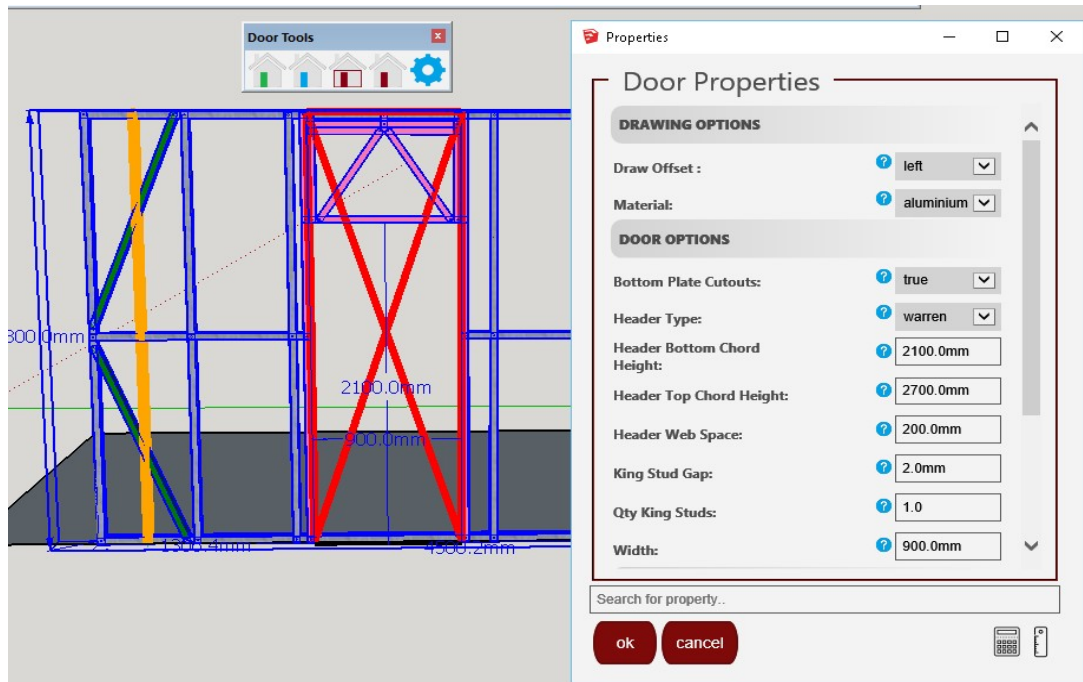 Door Tools
Properties
Door Properties
DRAWING OPTIONS
Draw Offset :
left
Material:
aluminium
DOOR OPTIONS
Bottom Plate Cutouts:
true
Header Type:
warren
Header Bottom Chord
Height:
2100.0mm
Header Top Chord Height:
2700.0mm
Header Web Space:
200.0mm
King Stud Gap:
2.0mm
Qty King Studs:
1.0
Width:
900.0mm
Search for property..
ok
cancel
2100.0mm
900.0mm